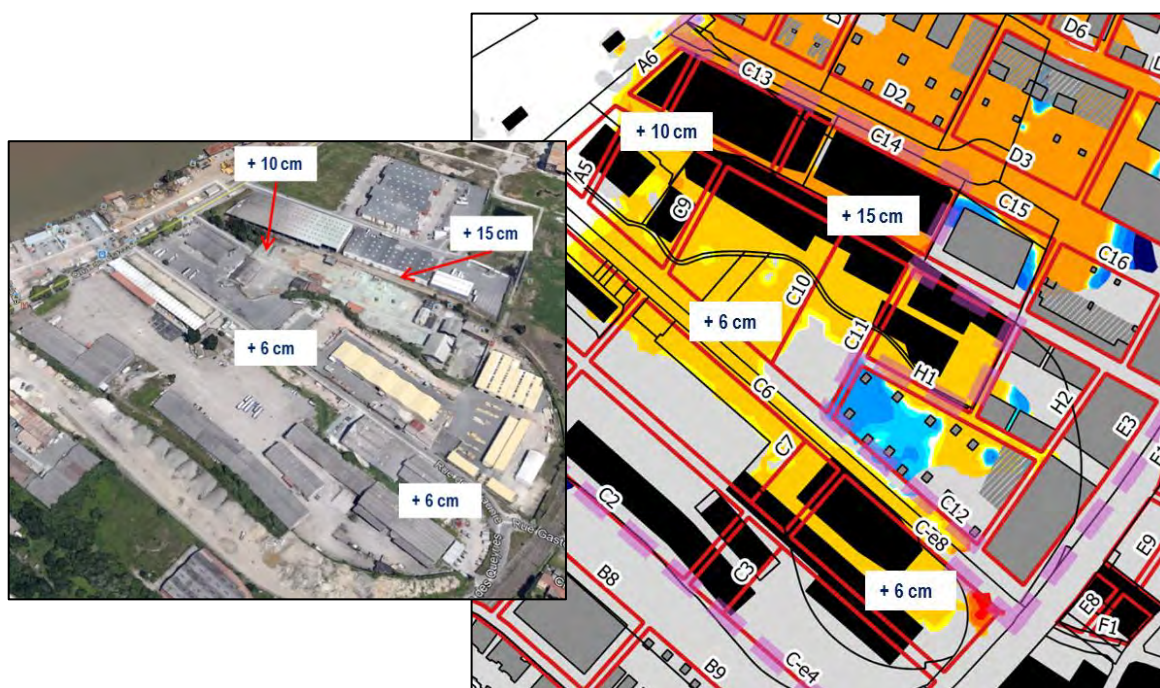 + 10 cm
+ 15 cm
+ 6 cm
+ 6 cm
A6
C13
D2
D6
+ 10 cm
C14
D3
A5
C9
+ 15 cm
C15
C16
C10
+ 6 cm
C11
H1
H2
C6
E3
C7
C12
C-e8
C2
C3
+ 6 cm
E9
E8
F1
B8
B9
C-e4